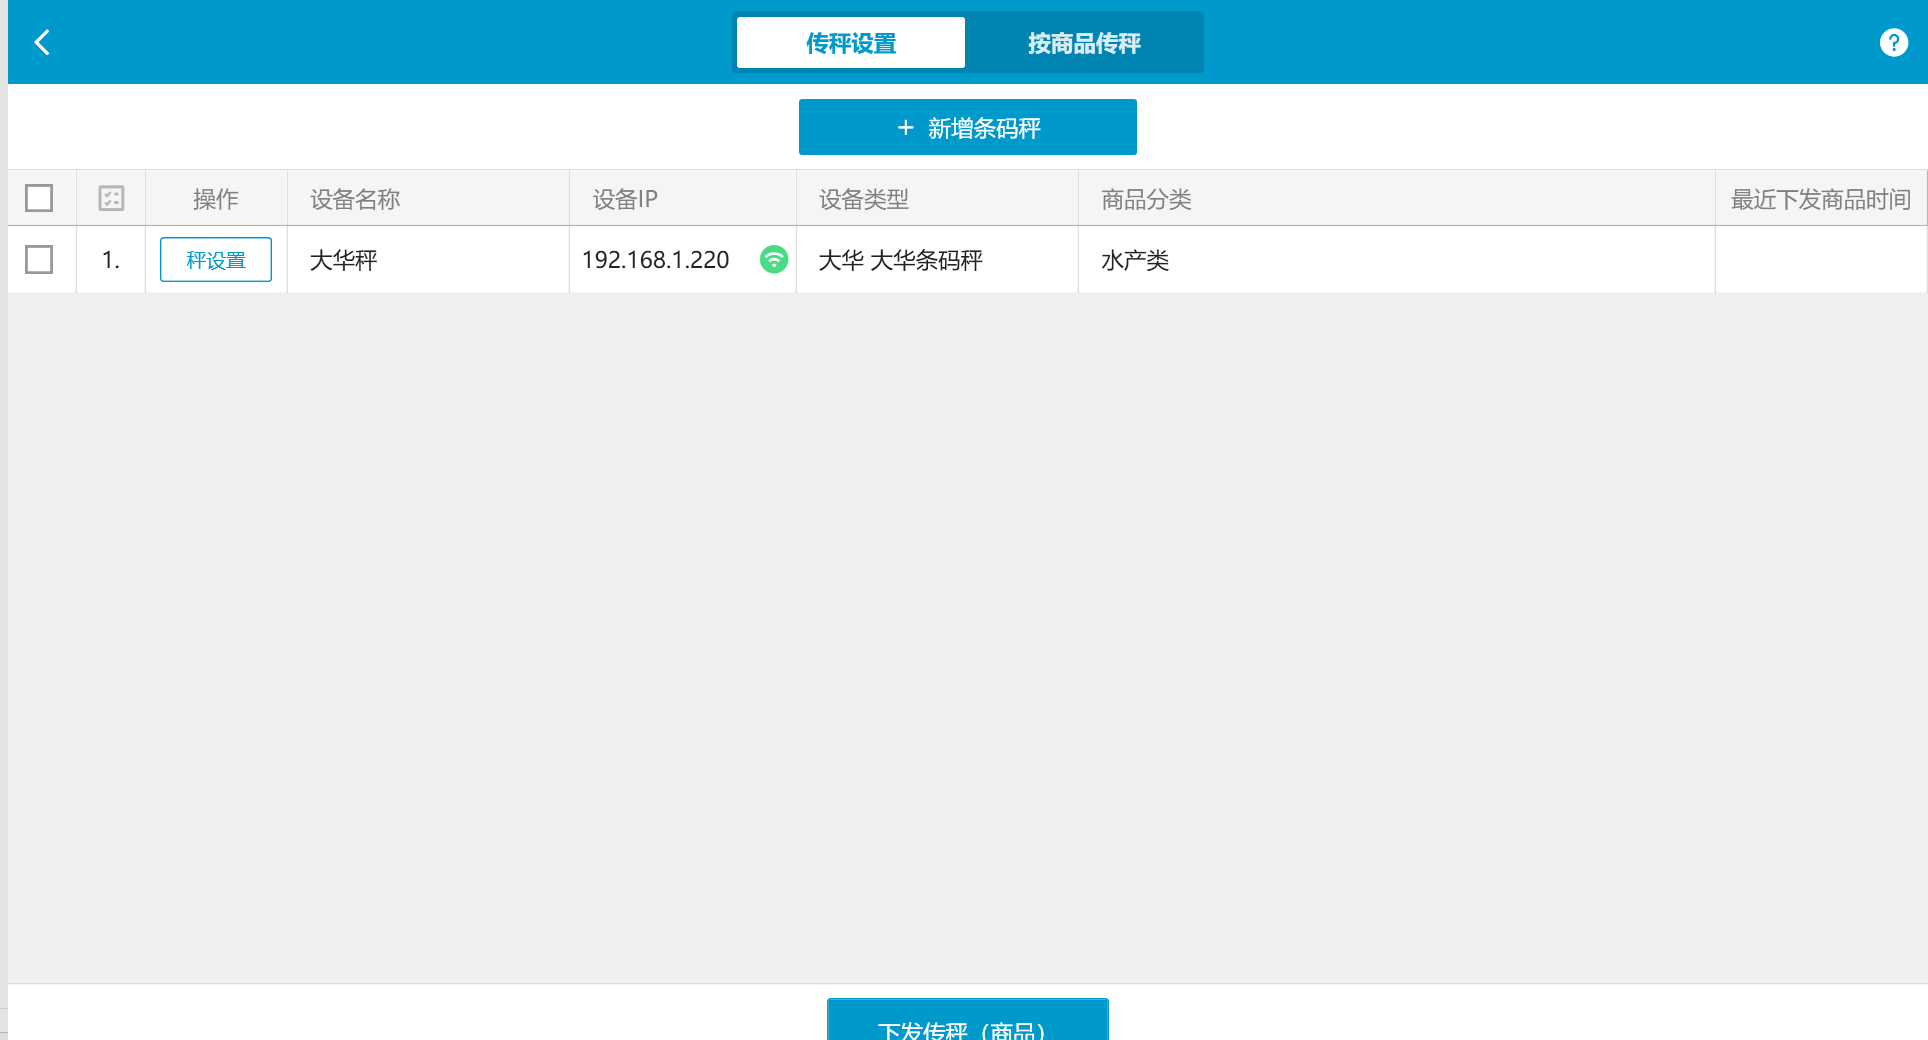 传秤设置 按商品传秤
+ 新增条码秤
操作 设备名称 设备IP 设备类型 商品分类 最近下发商品时间
1. 秤设置 大华秤 192.168.1.220 大华 大华条码秤 水产类
下发传秤（商品）